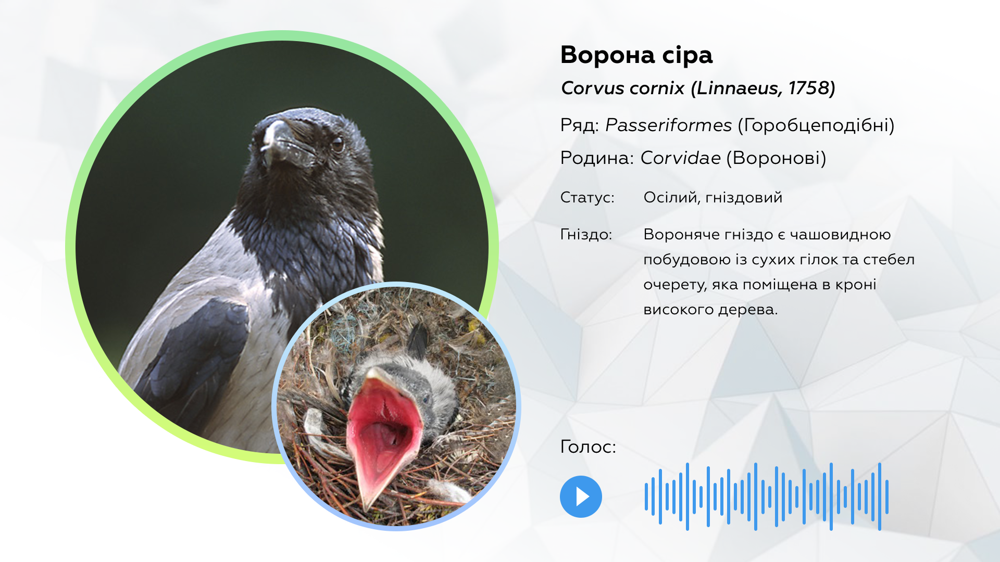 Ворона сіра
Corvus cornix (Linnaeus, 1758)
Ряд: Passeriformes (Горобцеподібні)
Родина: Corvidae (Воронові)
Статус: Осілий, гніздовий
Гніздо: Вороняче гніздо є чашовидною
побудовою із сухих гілок та стебел
очерету, яка поміщена в кроні
високого дерева.
Голос: